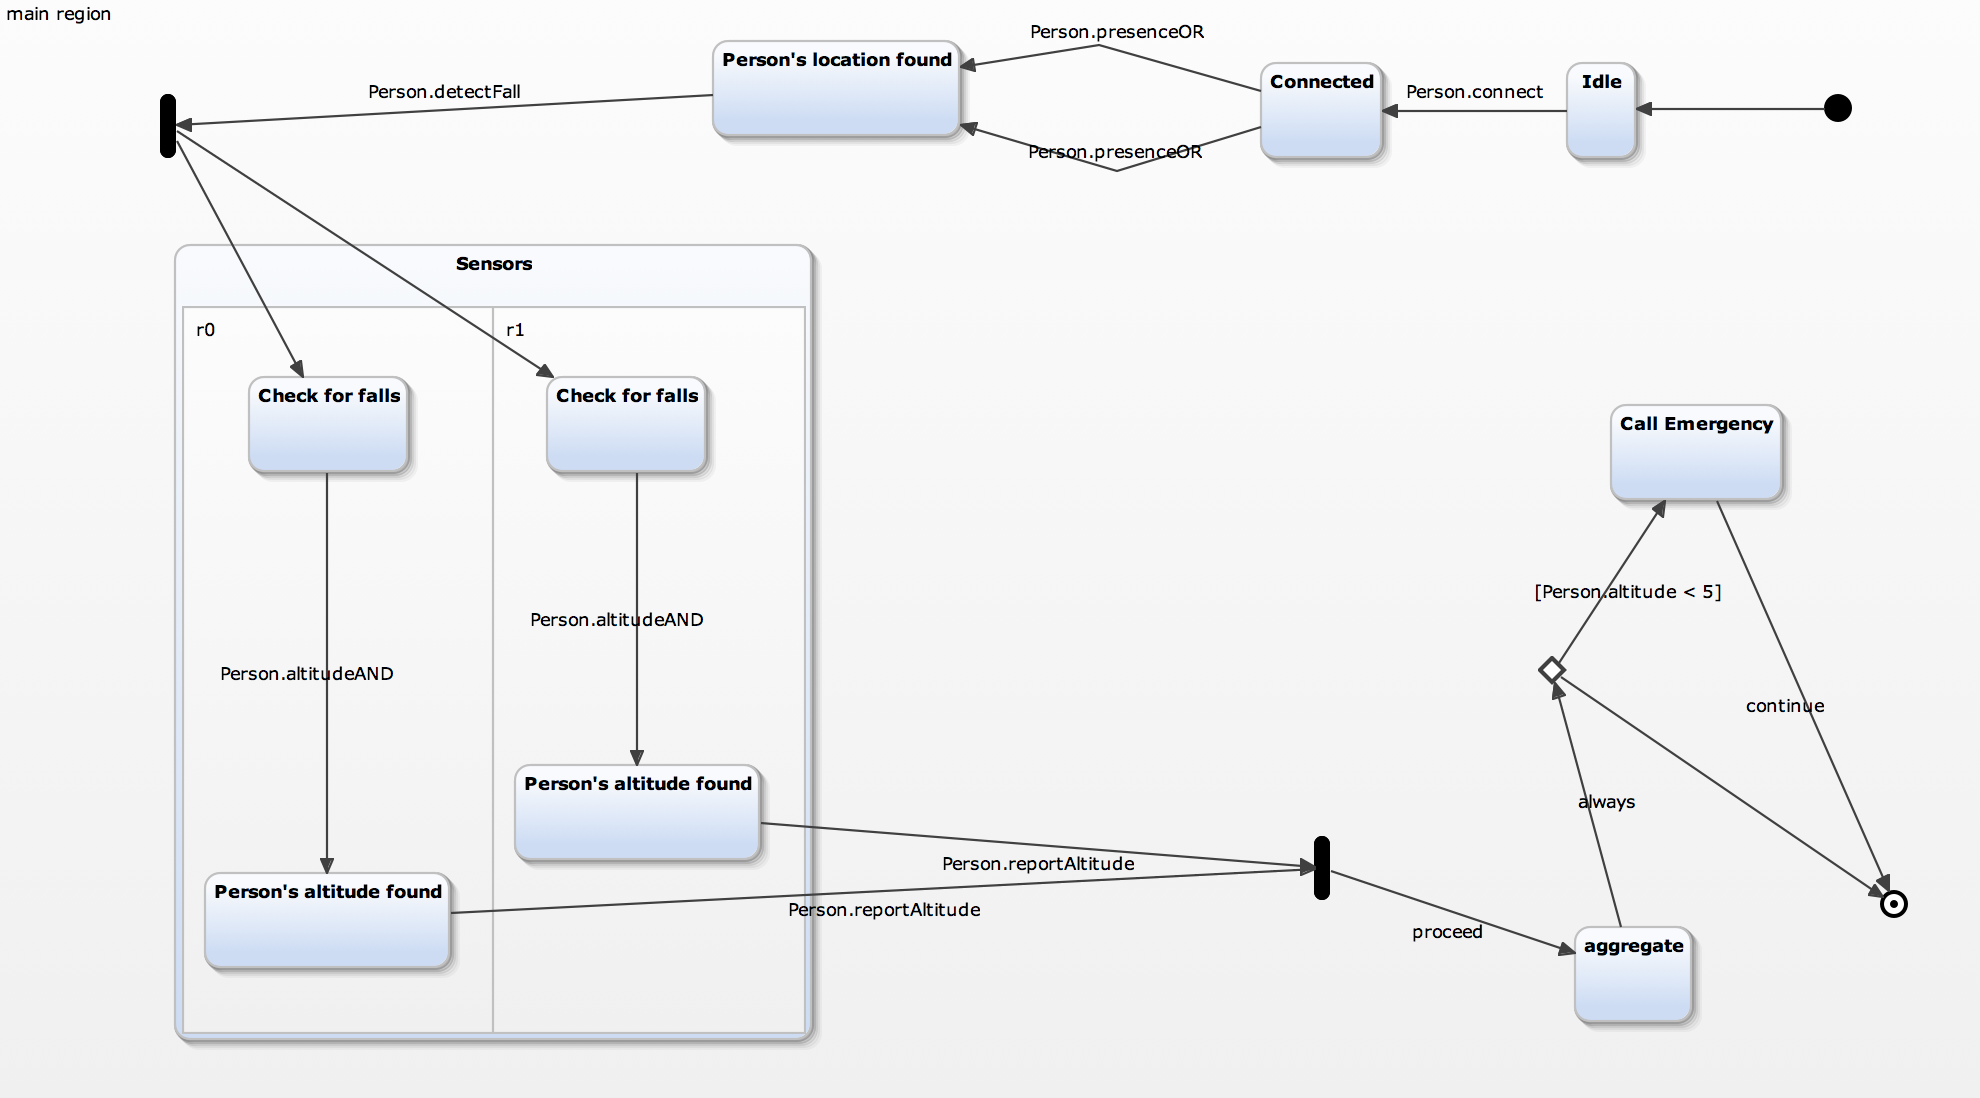 main region
Person.presenceOR
Person's location found
Connected
Idle
Person.detectFall
Person.connect
Person.presenceOR
Sensors
r0
r1
Check for falls
Check for falls
Call Emergency
[Person.altitude < 5]
Person.altitudeAND
Person.altitudeAND
continue
Person's altitude found
always
Person.reportAltitude
Person's altitude found
Person.reportAltitude
proceed
aggregate